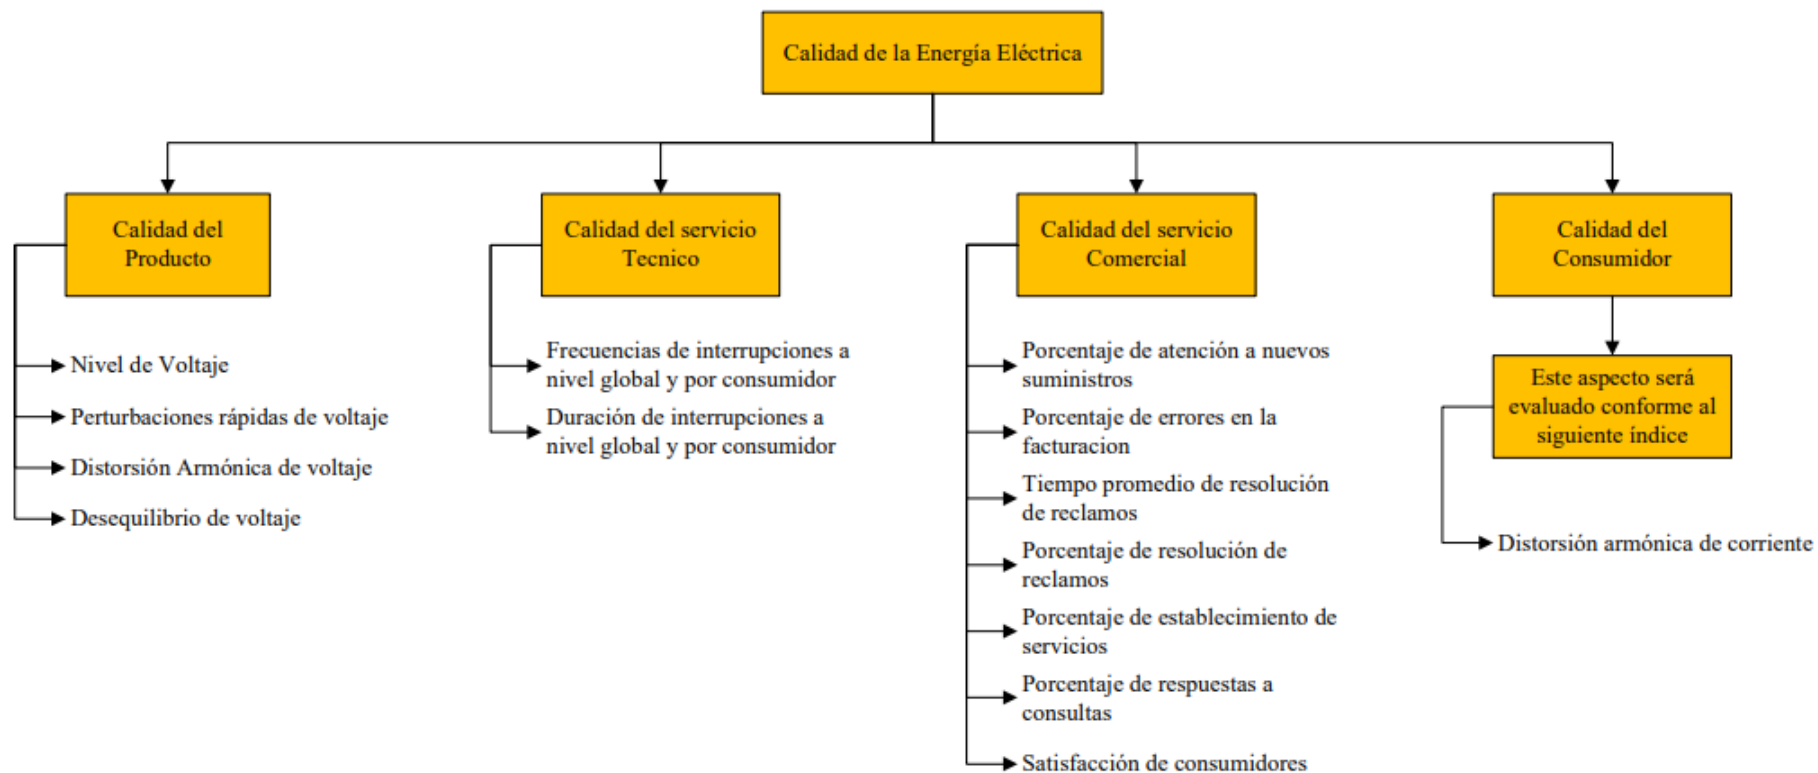 Calidad de la Energía Eléctrica
Calidad del
Producto
Nivel de Voltaje
Perturbaciones rápidas de voltaje
Distorsión Armónica de voltaje
Desequilibrio de voltaje
Calidad del servicio
Tecnico
Frecuencias de interrupciones a
nivel global y por consumidor
Duración de interrupciones a
nivel global y por consumidor
Calidad del servicio
Comercial
Porcentaje de atención a nuevos
suministros
Porcentaje de errores en la
facturacion
Tiempo promedio de resolución
de reclamos
Porcentaje de resolución de
reclamos
Porcentaje de establecimiento de
servicios
Porcentaje de respuestas a
consultas
Satisfacción de consumidores
Calidad del
Consumidor
Este aspecto será
evaluado conforme al
siguiente índice
Distorsión armónica de corriente